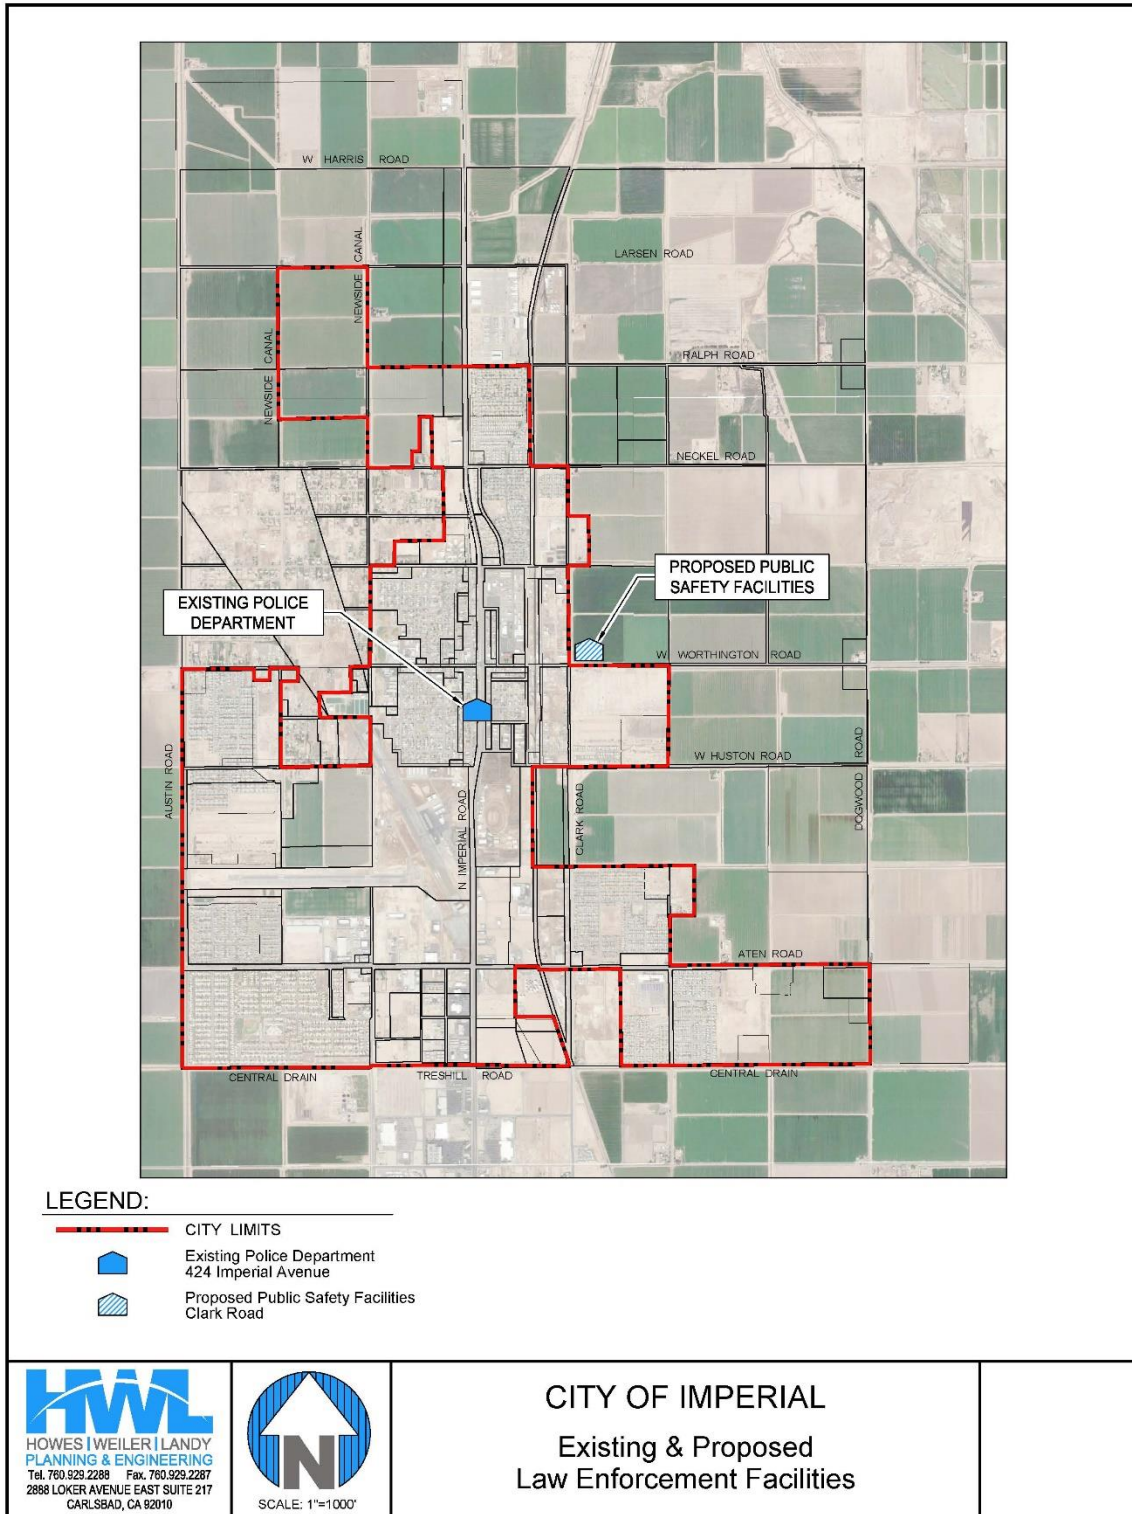 W HARRIS ROAD
LARSEN ROAD
NEWSIDE CANAL
NEWSIDE CANAL
RALPH ROAD
NECKEL ROAD
PROPOSED PUBLIC
SAFETY FACILITIES
EXISTING POLICE
DEPARTMENT
W WORTHINGTON ROAD
AUSTIN ROAD
N IMPERIAL ROAD
CLARK ROAD
W HUSTON ROAD
DOGWOOD ROAD
ATEN ROAD
CENTRAL DRAIN
TRESHILL ROAD
CENTRAL DRAIN
LEGEND:
CITY LIMITS
Existing Police Department
424 Imperial Avenue
Proposed Public Safety Facilities
Clark Road
HWL
HOWES | WEILER | LANDY
PLANNING & ENGINEERING
Tel. 760.929.2288 Fax. 760.929.2287
2888 LOKER AVENUE EAST SUITE 217
CARLSBAD, CA 92010
N
SCALE: 1"=1000'
CITY OF IMPERIAL
Existing & Proposed
Law Enforcement Facilities